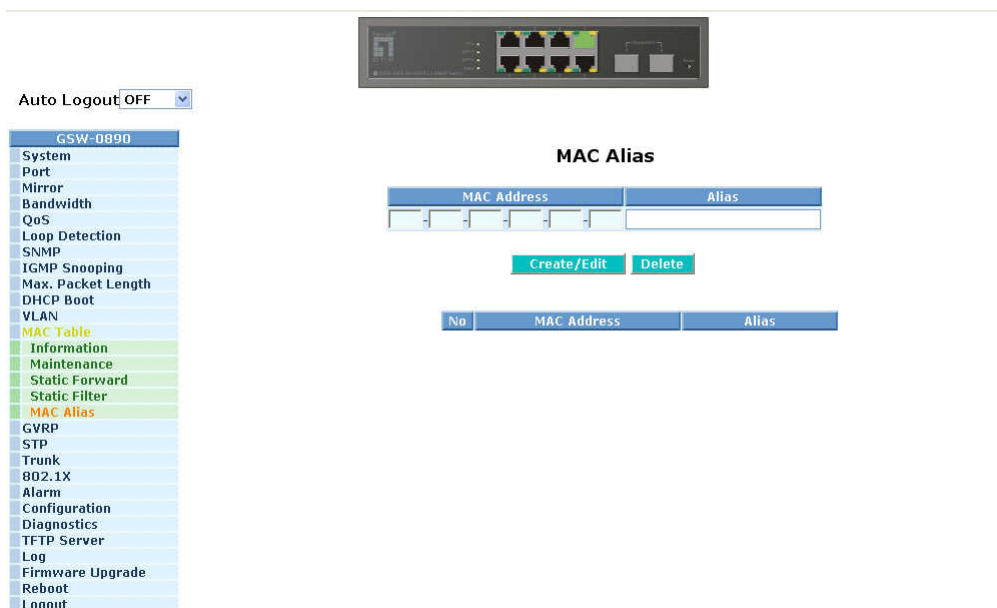 Auto Logout OFF
GSW-0890
System
Port
Mirror
Bandwidth
QoS
Loop Detection
SNMP
IGMP Snooping
Max. Packet Length
DHCP Boot
VLAN
MAC Table
Information
Maintenance
Static Forward
Static Filter
MAC Alias
GVRP
STP
Trunk
802.1X
Alarm
Configuration
Diagnostics
TFTP Server
Log
Firmware Upgrade
Reboot
Logout
MAC Alias
MAC Address Alias
- - - - -
Create/Edit Delete
No MAC Address Alias